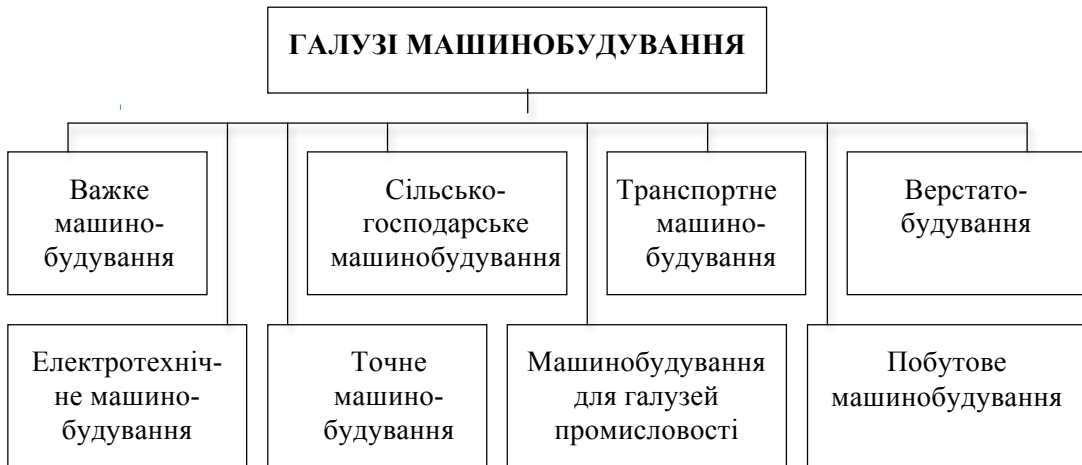 ГАЛУЗІ МАШИНОБУДУВАННЯ
Важке
машино-
будування
Сільсько-
господарське
машинобудування
Транспортне
машино-
будування
Верстато-
будування
Електротехніч-
не машино-
будування
Точне
машино-
будування
Машинобудування
для галузей
промисловості
Побутове
машинобудування